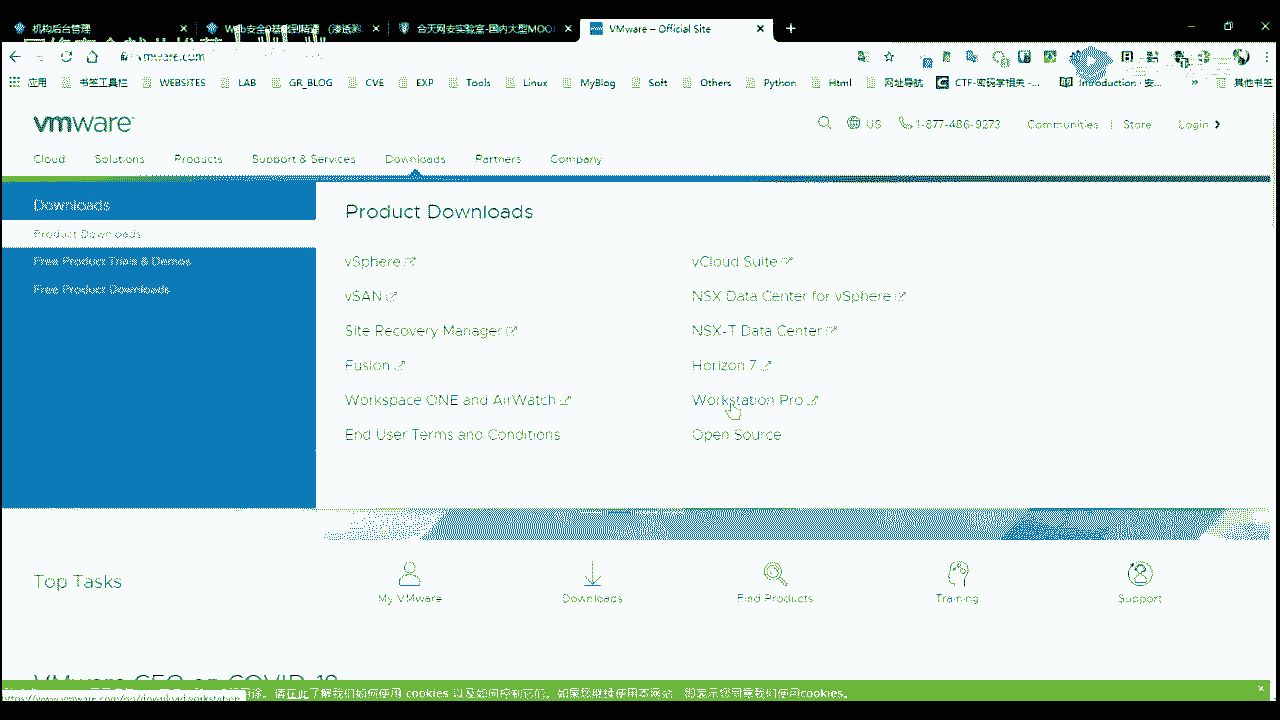 机构后台管理
Web安全0基础到精通 (渗透
合天网安实验室-国内大型MOO
VMware – Official Site
vmware.com
应用 书签工具栏 WEBSITES LAB GR_BLOG CVE EXP Tools Linux MyBlog Soft Others Python Html 网址导航 CTF-密码学相关 -... Introduction · 安... » 其他书签
vmware
US 1-877-486-9273 Communities | Store Login
Cloud Solutions Products Support & Services Downloads Partners Company
Downloads
Product Downloads
Free Product Trials & Demos
Free Product Downloads
Product Downloads
vSphere vCloud Suite
vSAN NSX Data Center for vSphere
Site Recovery Manager NSX-T Data Center
Fusion Horizon 7
Workspace ONE and AirWatch Workstation Pro
End User Terms and Conditions Open Source
Top Tasks
My VMware Downloads Find Products Training Support
VMware CEO on COVID-19
请在此了解我们如何使用 cookies 以及如何控制它们。如果您继续使用本网站 即表示您同意我们使用cookies。
https://www.vmware.com/go/download-workstation